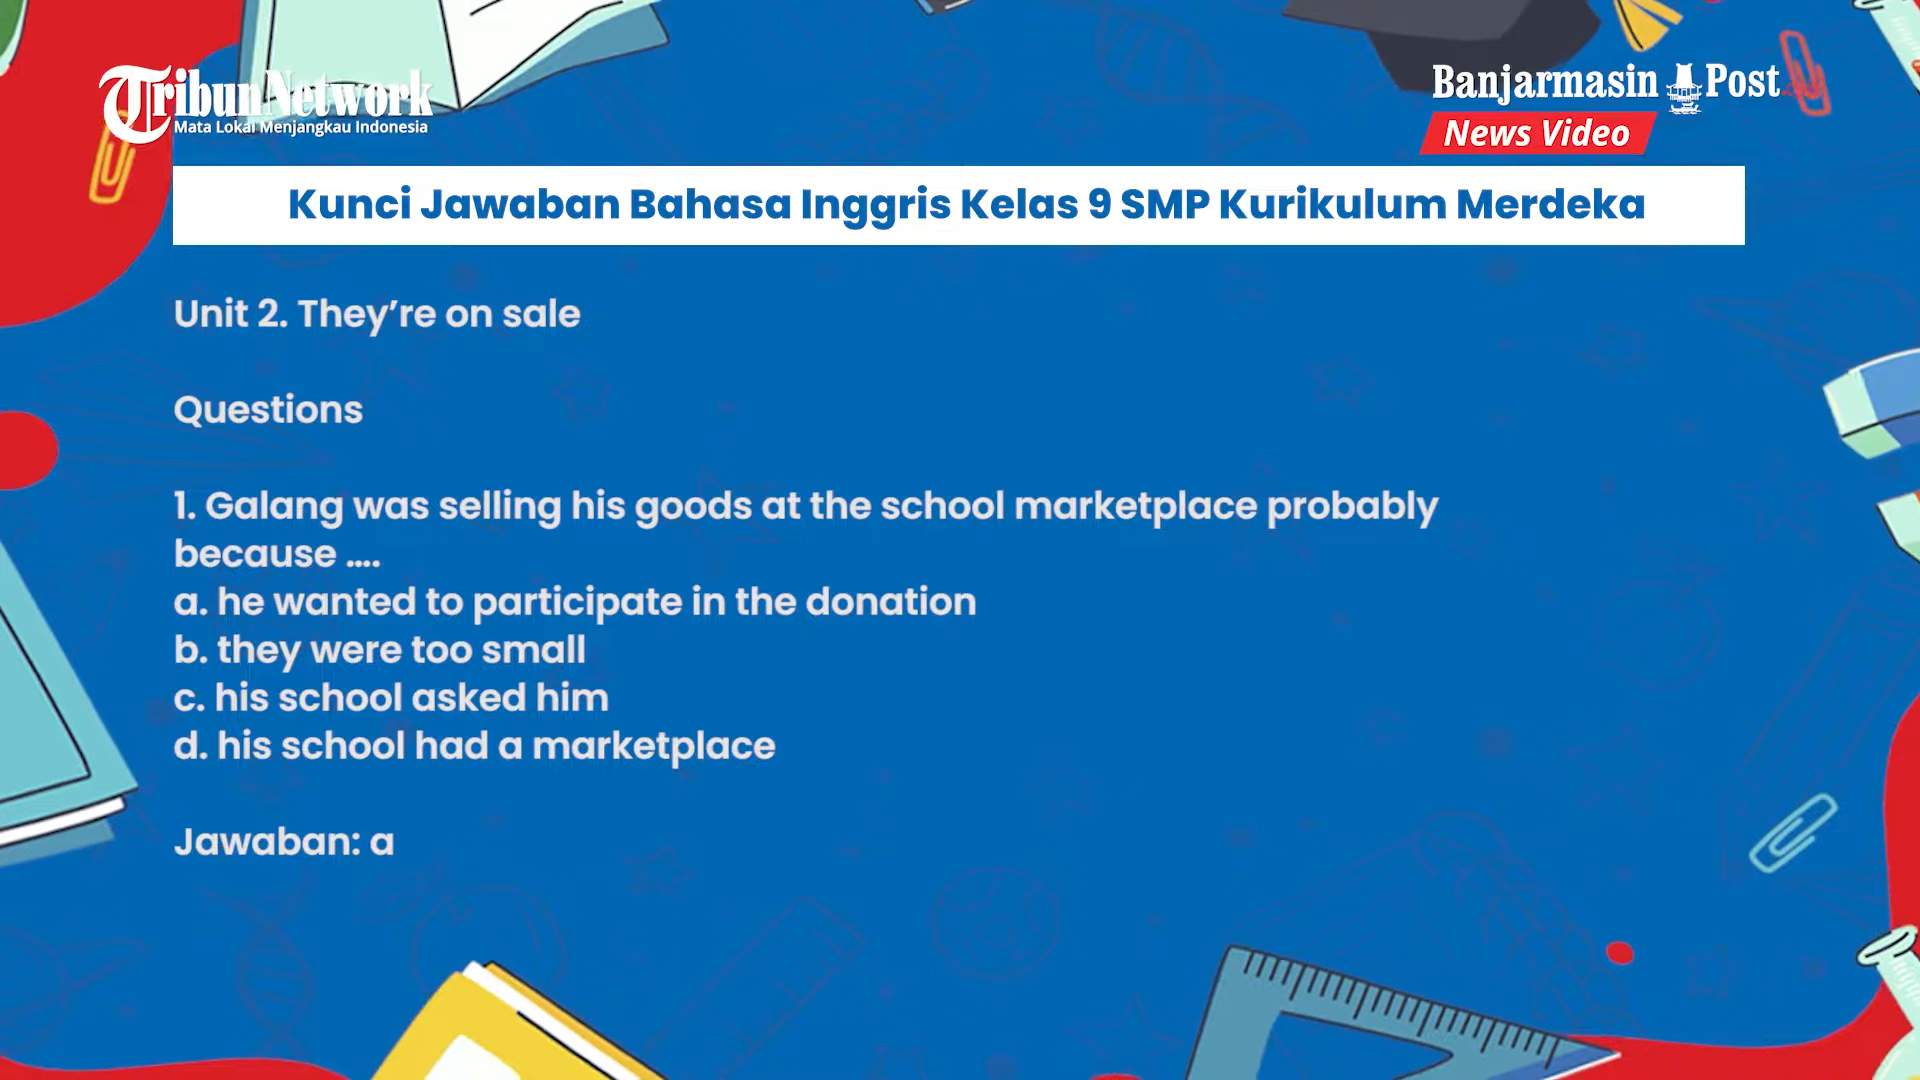 TribunNetwork
Mata Lokal Menjangkau Indonesia
Banjarmasin Post
News Video
Kunci Jawaban Bahasa Inggris Kelas 9 SMP Kurikulum Merdeka
Unit 2. They’re on sale
Questions
1. Galang was selling his goods at the school marketplace probably
because ....
a. he wanted to participate in the donation
b. they were too small
c. his school asked him
d. his school had a marketplace
Jawaban: a